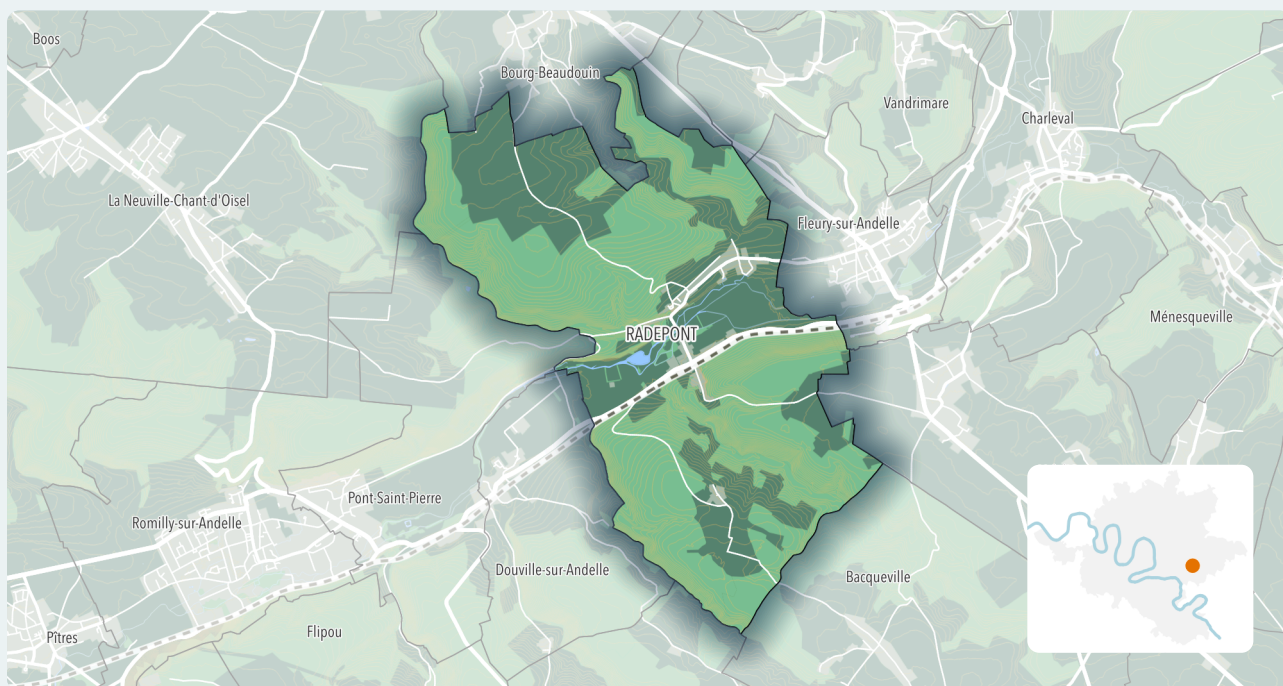 Boos
Bourg-Beaudouin
Vandrimare
Charleval
La Neuville-Chant-d'Oisel
Fleury-sur-Andelle
Ménesqueville
RADEPONT
Pont-Saint-Pierre
Romilly-sur-Andelle
Douville-sur-Andelle
Bacqueville
Flipou
Pîtres